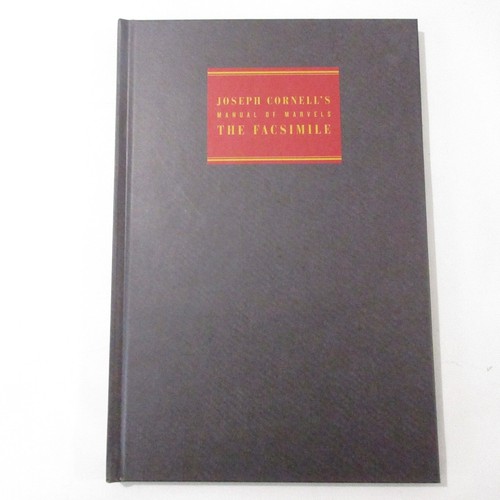 JOSEPH CORNELL'S
MANUAL OF MARVELS
THE FACSIMILE